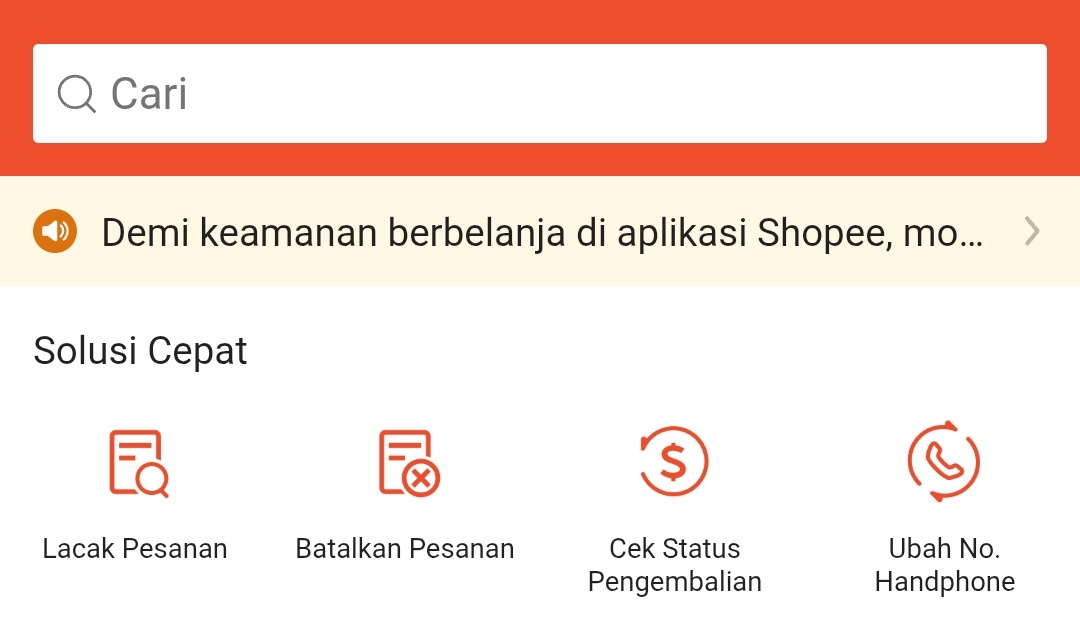 Cari
Demi keamanan berbelanja di aplikasi Shopee, mo...
Solusi Cepat
Lacak Pesanan
Batalkan Pesanan
Cek Status
Pengembalian
Ubah No.
Handphone